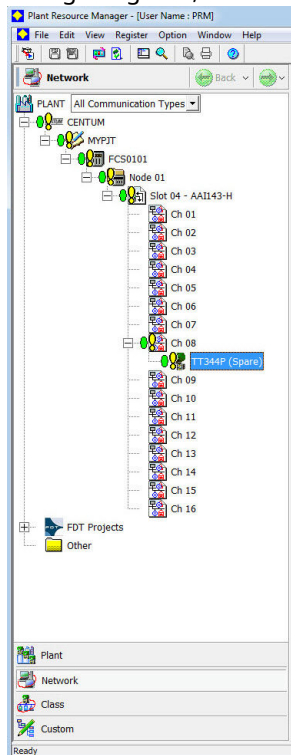 Plant Resource Manager - [User Name : PRM]
File Edit View Register Option Window Help
Network Back
PLANT All Communication Types
CENTUM
MYPJT
FCS0101
Node 01
Slot 04 - AAI143-H
Ch 01
Ch 02
Ch 03
Ch 04
Ch 05
Ch 06
Ch 07
Ch 08
TT344P (Spare)
Ch 09
Ch 10
Ch 11
Ch 12
Ch 13
Ch 14
Ch 15
Ch 16
FDT Projects
Other
Plant
Network
Class
Custom
Ready